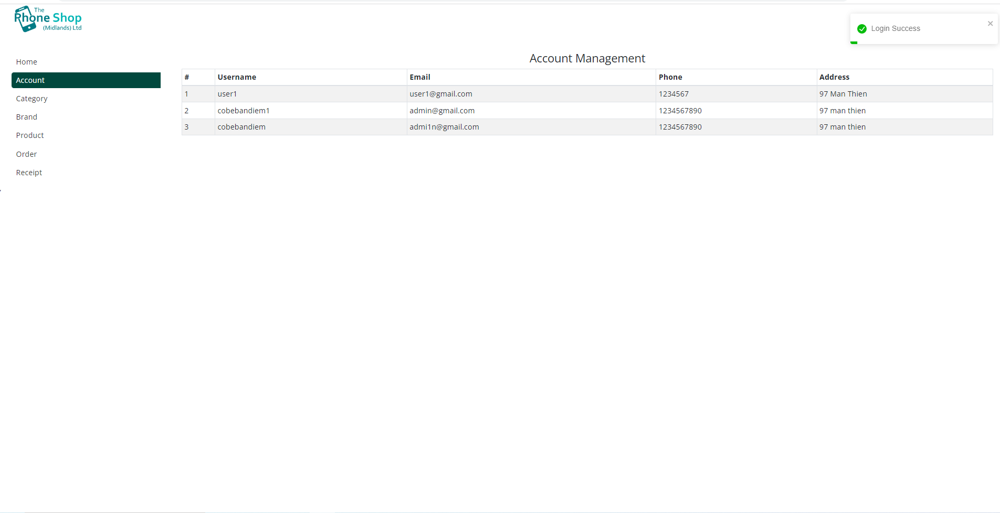 The
Phone Shop
(Midlands) Ltd
Login Success
Home
Account
Category
Brand
Product
Order
Receipt
Account Management
# Username Email Phone Address
1 user1 user1@gmail.com 1234567 97 Man Thien
2 cobebandiem1 admin@gmail.com 1234567890 97 man thien
3 cobebandiem admi1n@gmail.com 1234567890 97 man thien